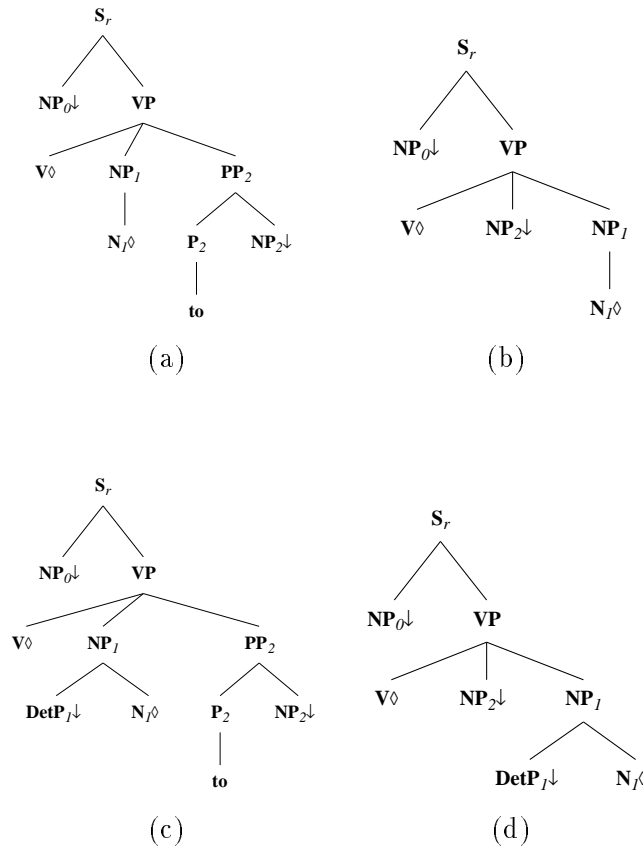 S_r
NP_0↓ VP
V◊ NP_1 PP_2
N_1◊ P_2 NP_2↓
to
(a)
S_r
NP_0↓ VP
V◊ NP_2↓ NP_1
N_1◊
(b)
S_r
NP_0↓ VP
V◊ NP_1 PP_2
DetP_1↓ N_1◊ P_2 NP_2↓
to
(c)
S_r
NP_0↓ VP
V◊ NP_2↓ NP_1
DetP_1↓ N_1◊
(d)